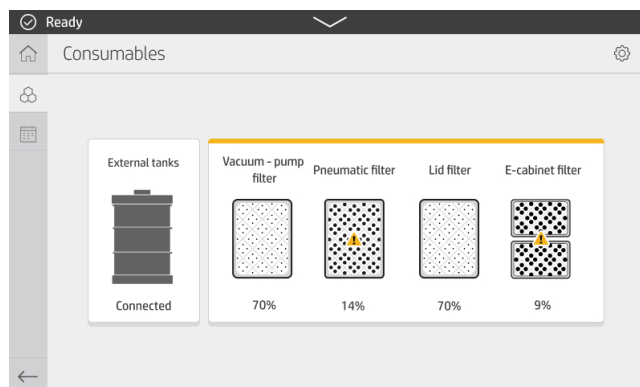 Ready
Consumables
External tanks
Connected
Vacuum - pump
filter
70%
Pneumatic filter
14%
Lid filter
70%
E-cabinet filter
9%